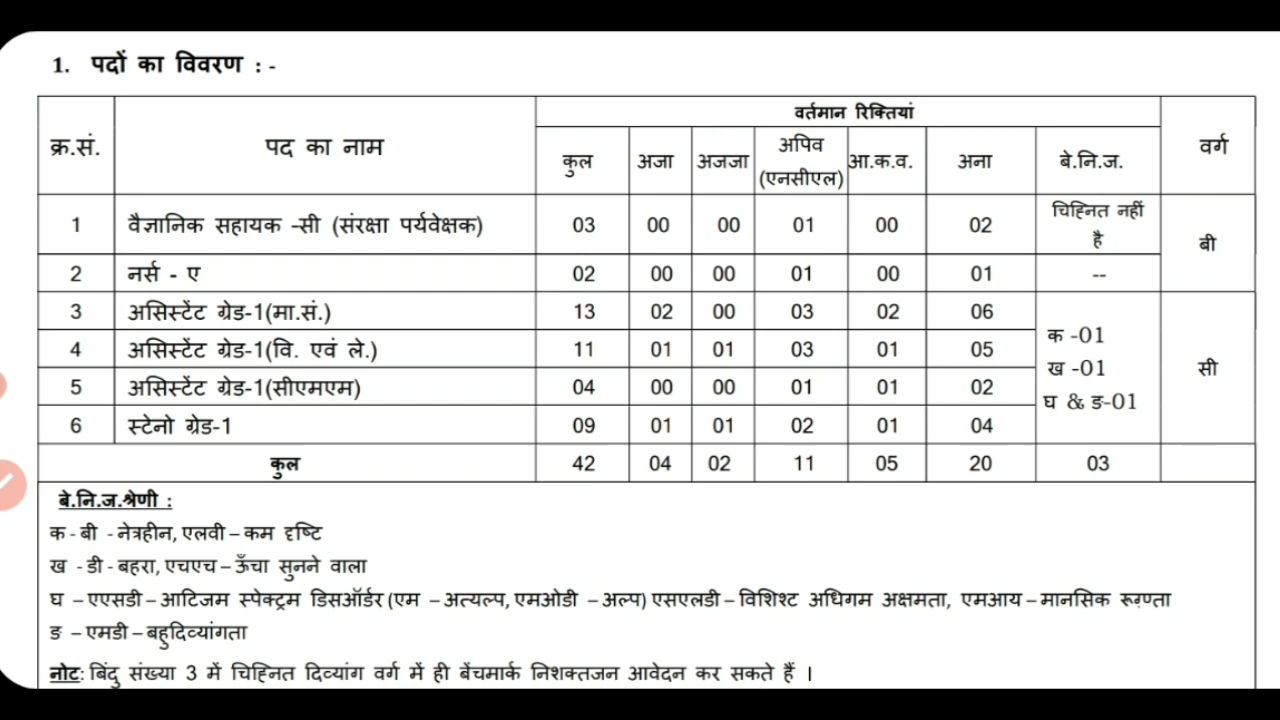 1. पदों का विवरण : -
क्र.सं. पद का नाम वर्तमान रिक्तियां वर्ग
कुल अजा अजजा अपिव (एनसीएल) आ.क.व. अना बे.नि.ज.
1 वैज्ञानिक सहायक -सी (संरक्षा पर्यवेक्षक) 03 00 00 01 00 02 चिह्नित नहीं है बी
2 नर्स - ए 02 00 00 01 00 01 --
3 असिस्टेंट ग्रेड-1(मा.सं.) 13 02 00 03 02 06 क -01 ख -01 घ & ङ-01 सी
4 असिस्टेंट ग्रेड-1(वि. एवं ले.) 11 01 01 03 01 05
5 असिस्टेंट ग्रेड-1(सीएमएम) 04 00 00 01 01 02
6 स्टेनो ग्रेड-1 09 01 01 02 01 04
कुल 42 04 02 11 05 20 03
बे.नि.ज.श्रेणी :
क - बी - नेत्रहीन, एलवी – कम दृष्टि
ख - डी - बहरा, एचएच – ऊँचा सुनने वाला
घ – एएसडी – आटिजम स्पेक्ट्रम डिसऑर्डर (एम – अत्यल्प, एमओडी – अल्प) एसएलडी – विशिश्ट अधिगम अक्षमता, एमआय – मानसिक रूग्णता
ङ – एमडी – बहुदिव्यांगता
नोट: बिंदु संख्या 3 में चिह्नित दिव्यांग वर्ग में ही बेंचमार्क निशक्तजन आवेदन कर सकते हैं ।